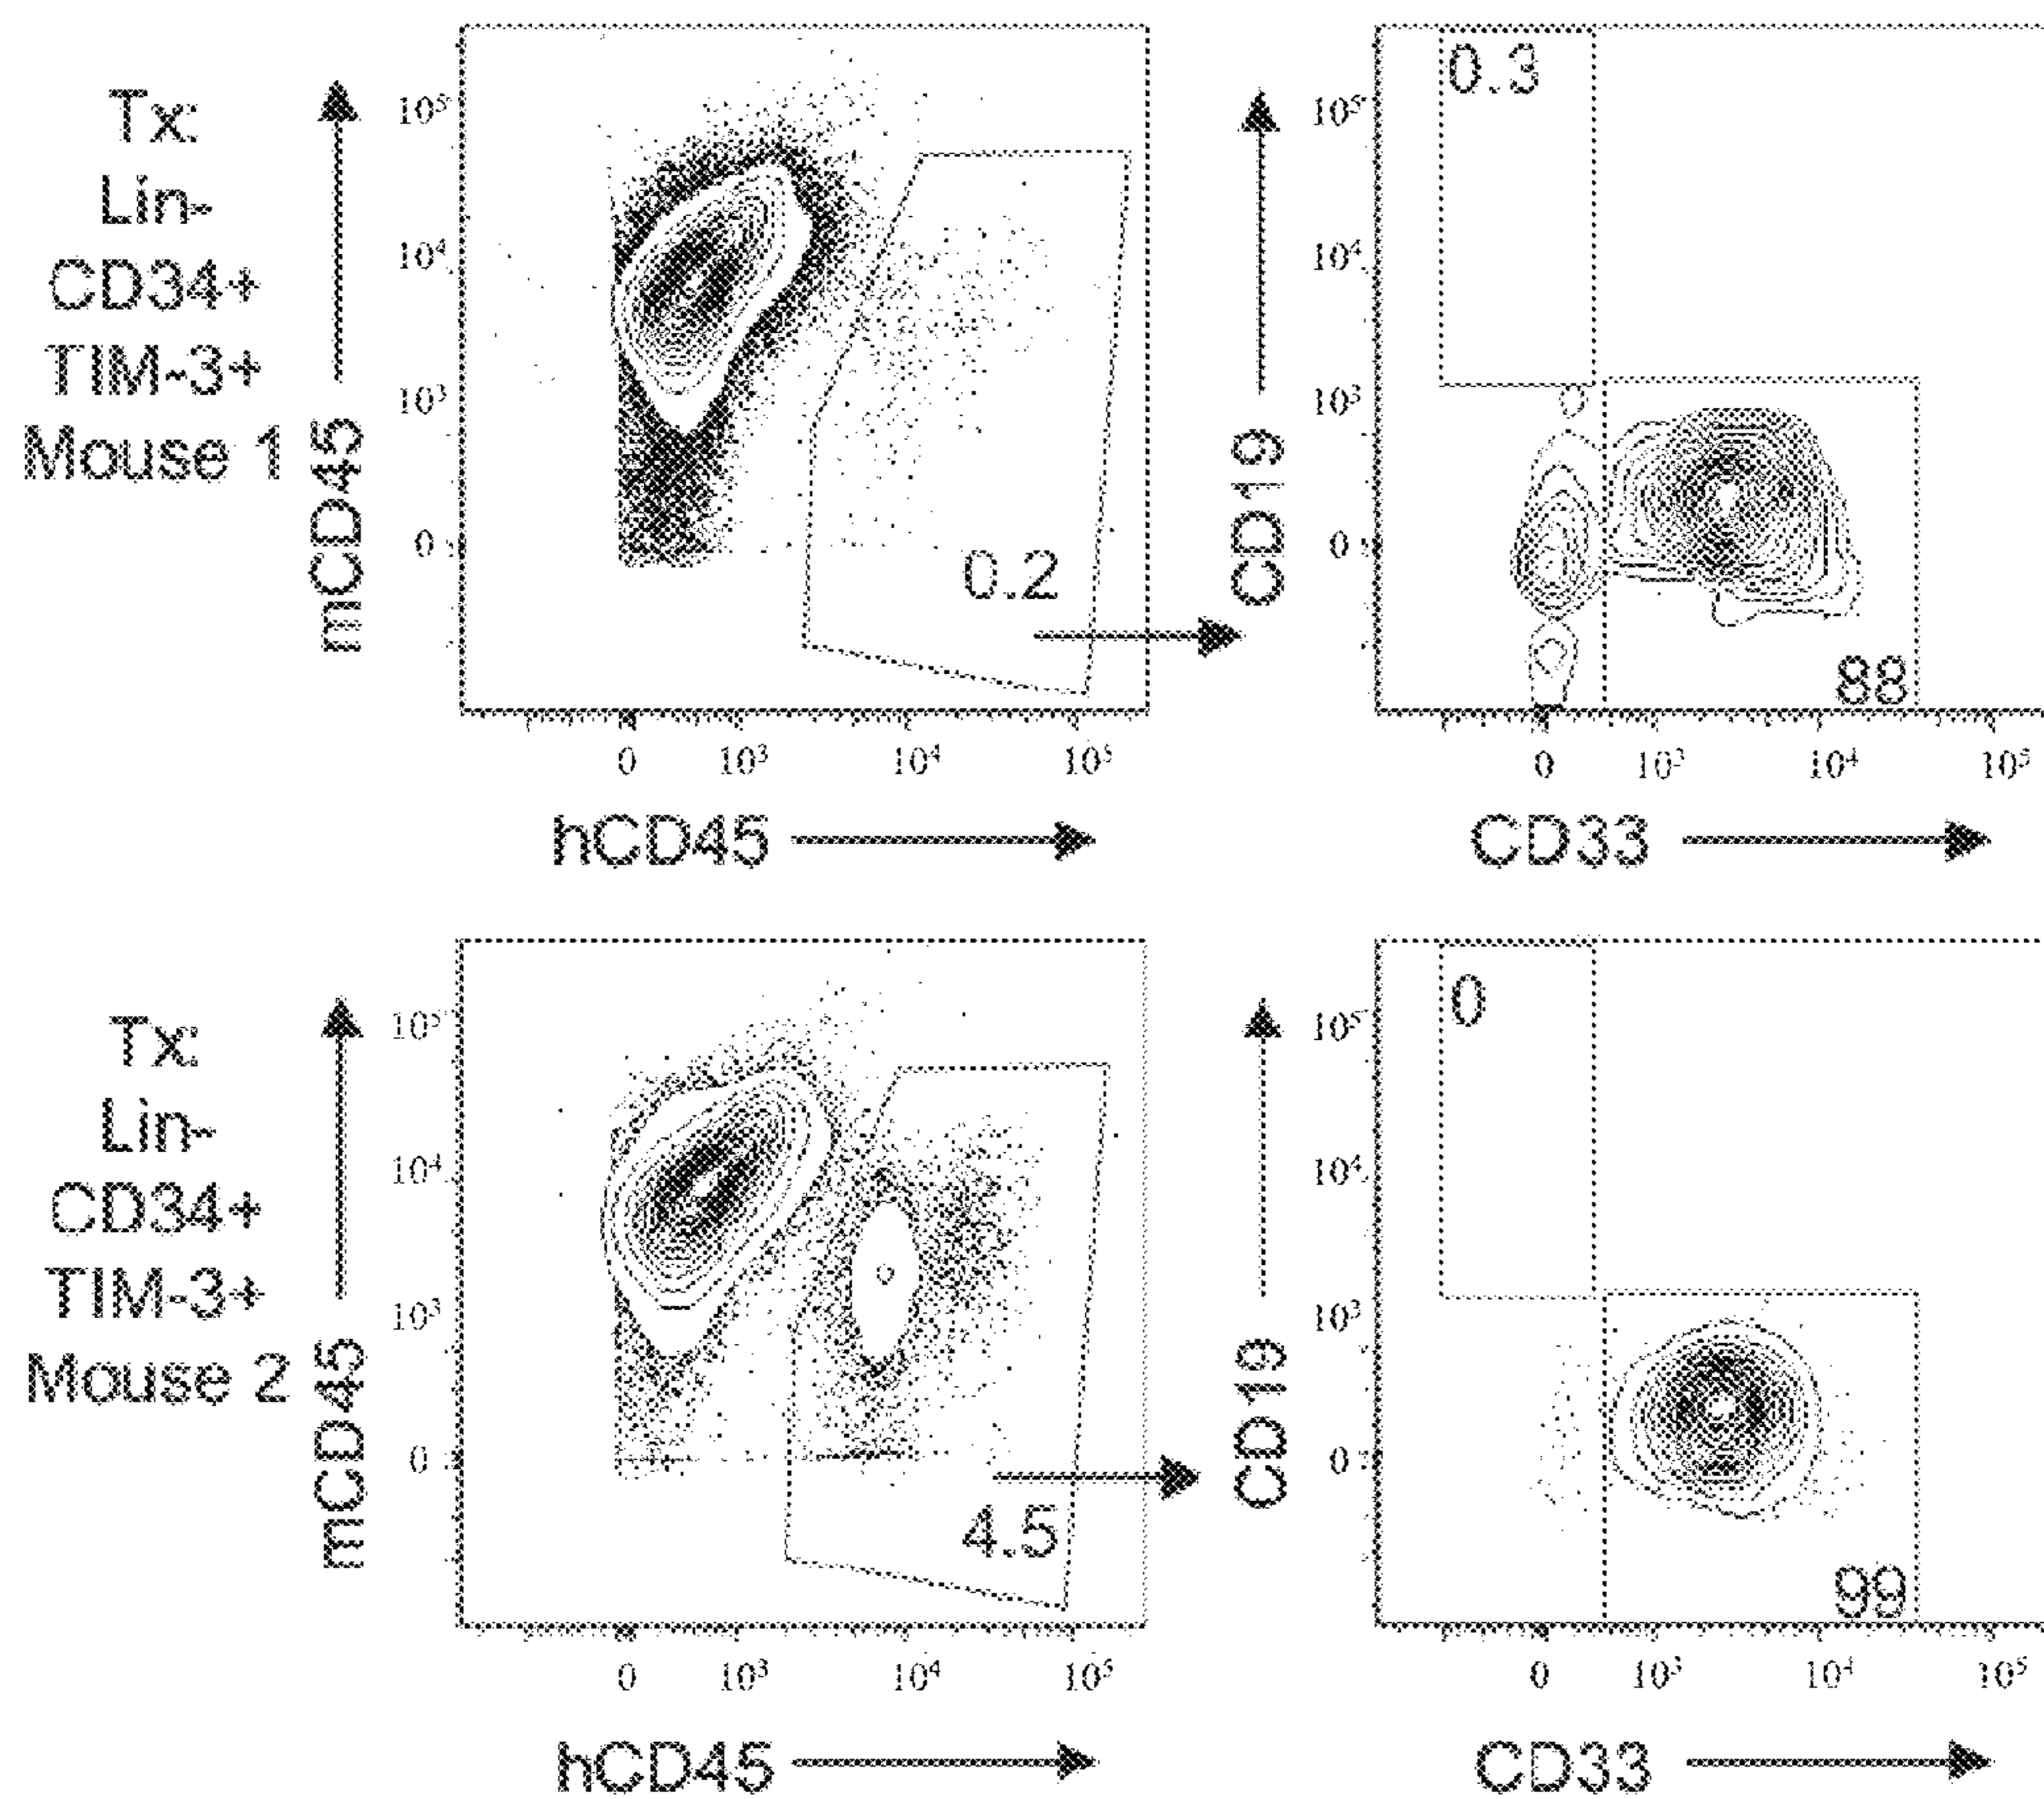 Tx:
Lin-
CD34+
TIM-3+
Mouse 1
mCD45
10⁵
10⁴
10³
0
0.2
0 10³ 10⁴ 10⁵
hCD45
CD19
10⁵
10⁴
10³
0
0.3
88
0 10³ 10⁴ 10⁵
CD33
Tx:
Lin-
CD34+
TIM-3+
Mouse 2
mCD45
10⁵
10⁴
10³
0
4.5
0 10³ 10⁴ 10⁵
hCD45
CD19
10⁵
10⁴
10³
0
0
99
0 10³ 10⁴ 10⁵
CD33